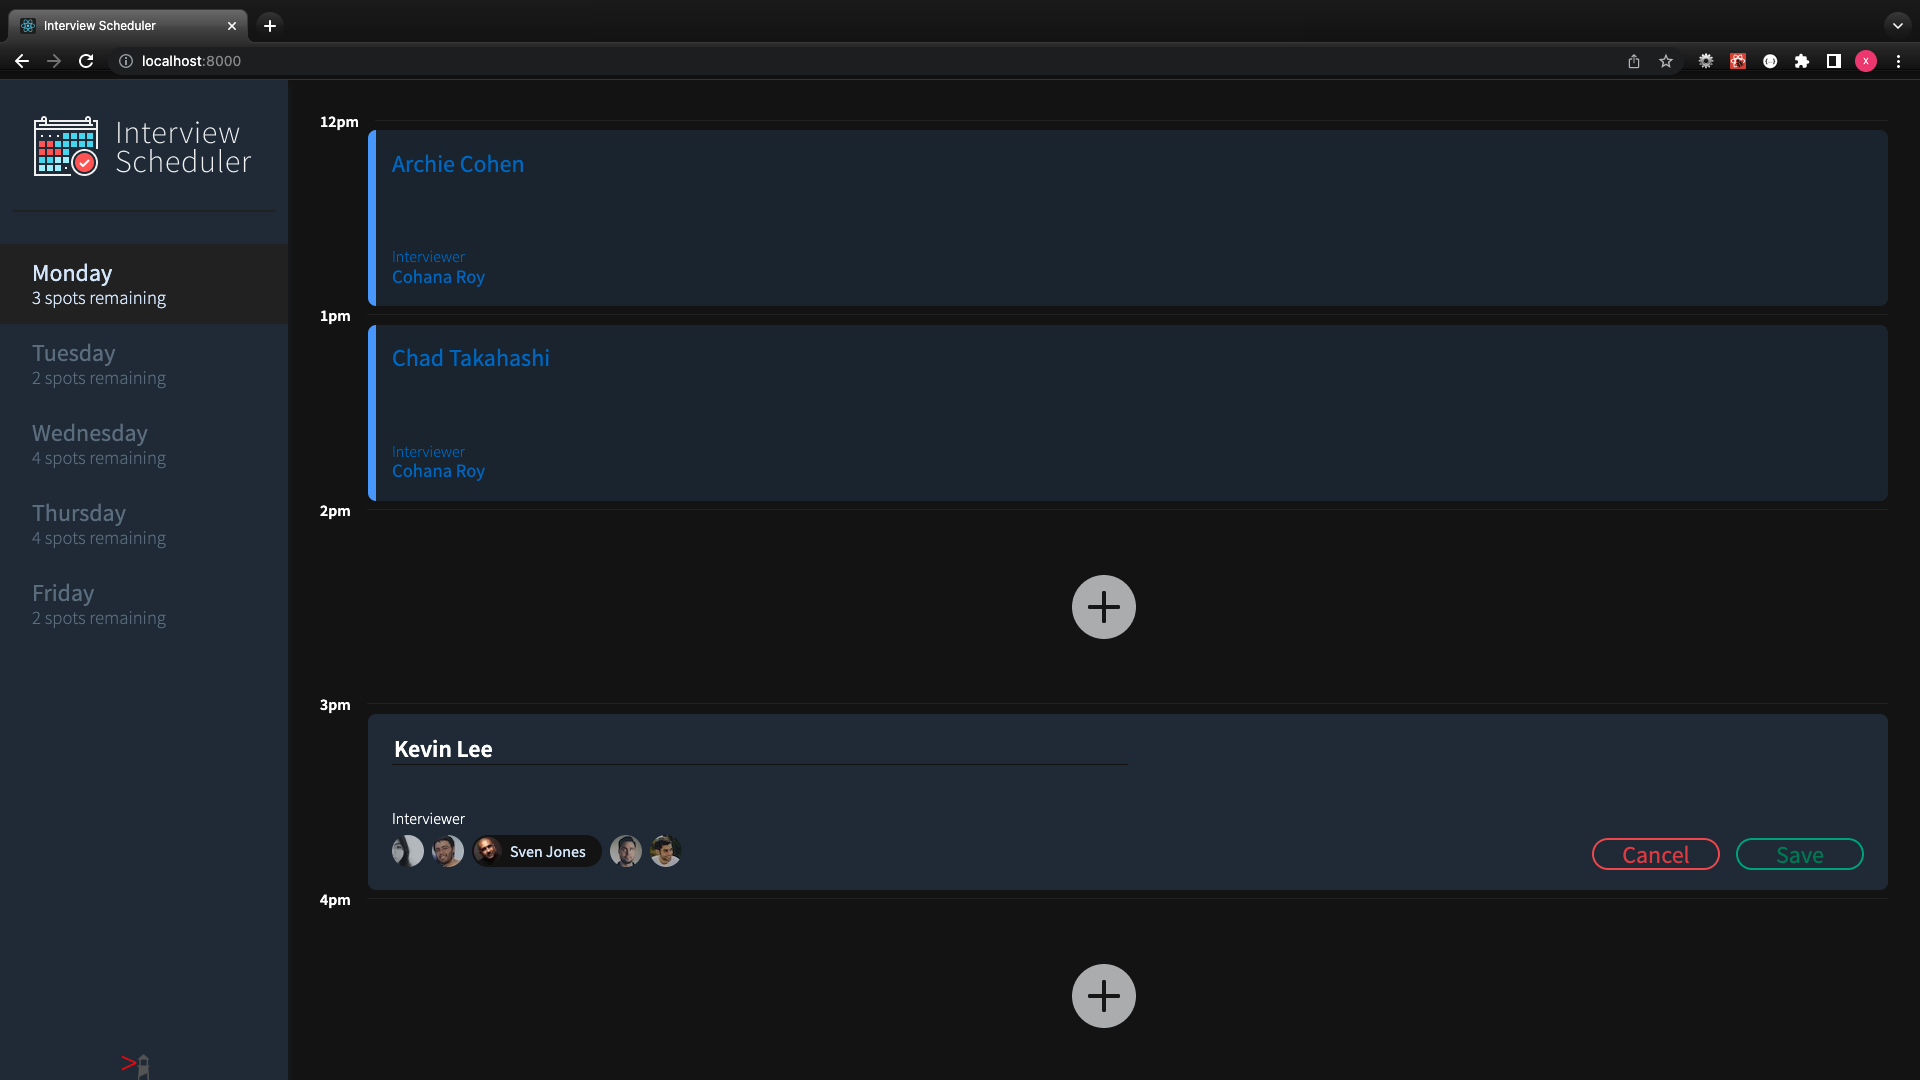 Interview Scheduler
localhost:8000
x
Interview
Scheduler
Monday
3 spots remaining
Tuesday
2 spots remaining
Wednesday
4 spots remaining
Thursday
4 spots remaining
Friday
2 spots remaining
12pm
Archie Cohen
Interviewer
Cohana Roy
1pm
Chad Takahashi
Interviewer
Cohana Roy
2pm
3pm
Kevin Lee
Interviewer
Sven Jones
Cancel
Save
4pm